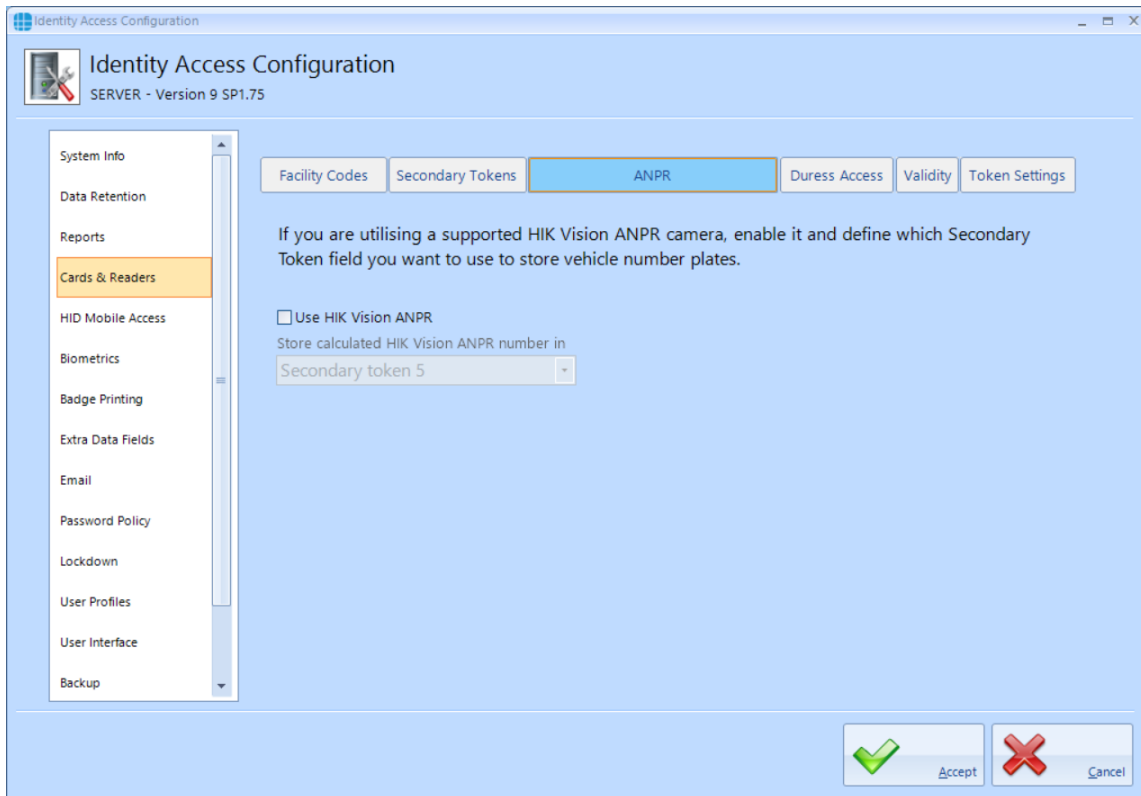 Identity Access Configuration
Identity Access Configuration
SERVER - Version 9 SP1.75
System Info
Data Retention
Reports
Cards & Readers
HID Mobile Access
Biometrics
Badge Printing
Extra Data Fields
Email
Password Policy
Lockdown
User Profiles
User Interface
Backup
Facility Codes
Secondary Tokens
ANPR
Duress Access
Validity
Token Settings
If you are utilising a supported HIK Vision ANPR camera, enable it and define which Secondary
Token field you want to use to store vehicle number plates.
Use HIK Vision ANPR
Store calculated HIK Vision ANPR number in
Secondary token 5
Accept
Cancel